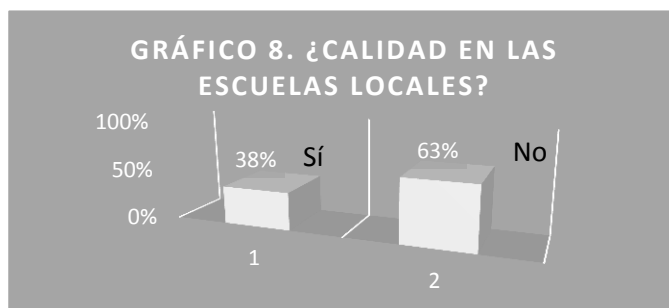 GRÁFICO 8. ¿CALIDAD EN LAS
ESCUELAS LOCALES?
100%
50%
0%
38% Sí
63% No
1
2